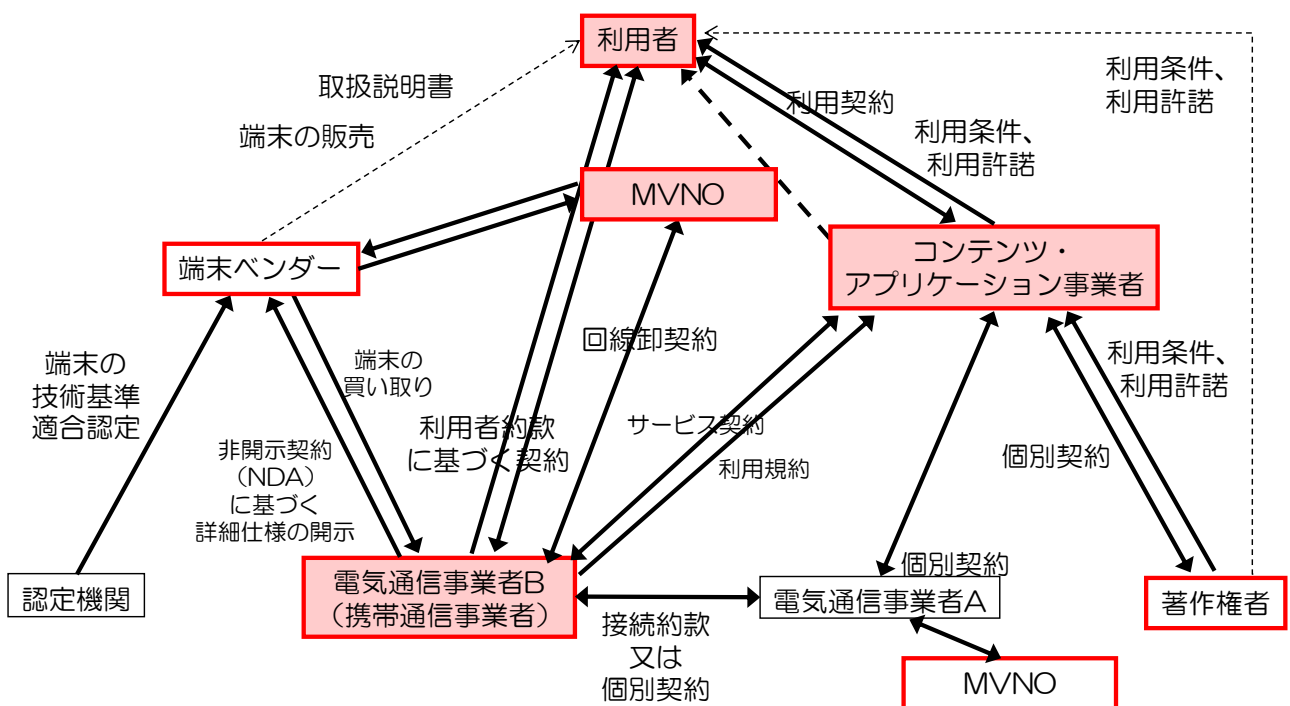 利用者
取扱説明書
端末の販売
利用契約
利用条件、
利用許諾
利用条件、
利用許諾
MVNO
端末ベンダー
コンテンツ・
アプリケーション事業者
端末の
技術基準
適合認定
端末の
買い取り
回線卸契約
利用条件、
利用許諾
非開示契約
(NDA)
に基づく
詳細仕様の開示
利用者約款
に基づく契約
サービス契約
利用規約
個別契約
認定機関
電気通信事業者B
(携帯通信事業者)
接続約款
又は
個別契約
個別契約
電気通信事業者A
著作権者
MVNO